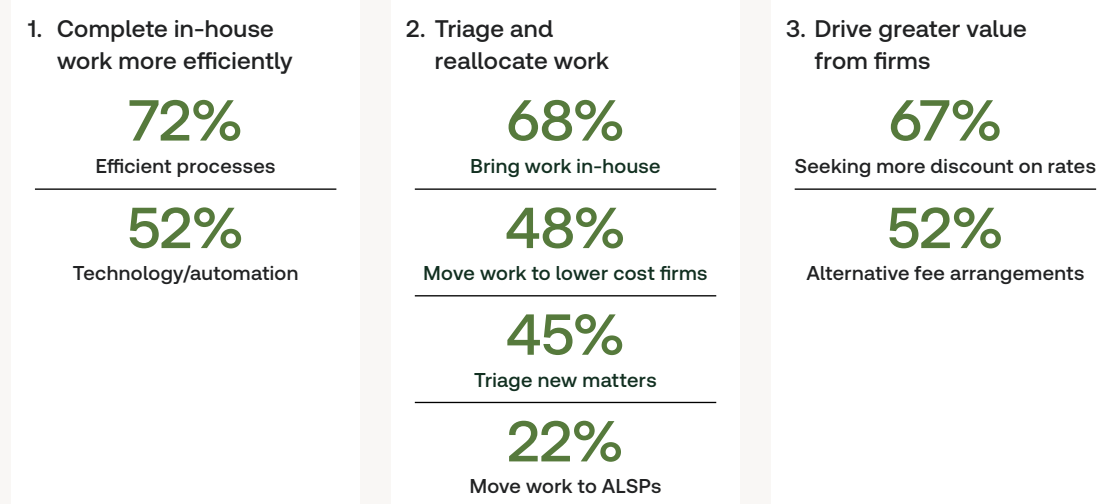 1. Complete in-house
work more efficiently
72%
Efficient processes
52%
Technology/automation
2. Triage and
reallocate work
68%
Bring work in-house
48%
Move work to lower cost firms
45%
Triage new matters
22%
Move work to ALSPs
3. Drive greater value
from firms
67%
Seeking more discount on rates
52%
Alternative fee arrangements